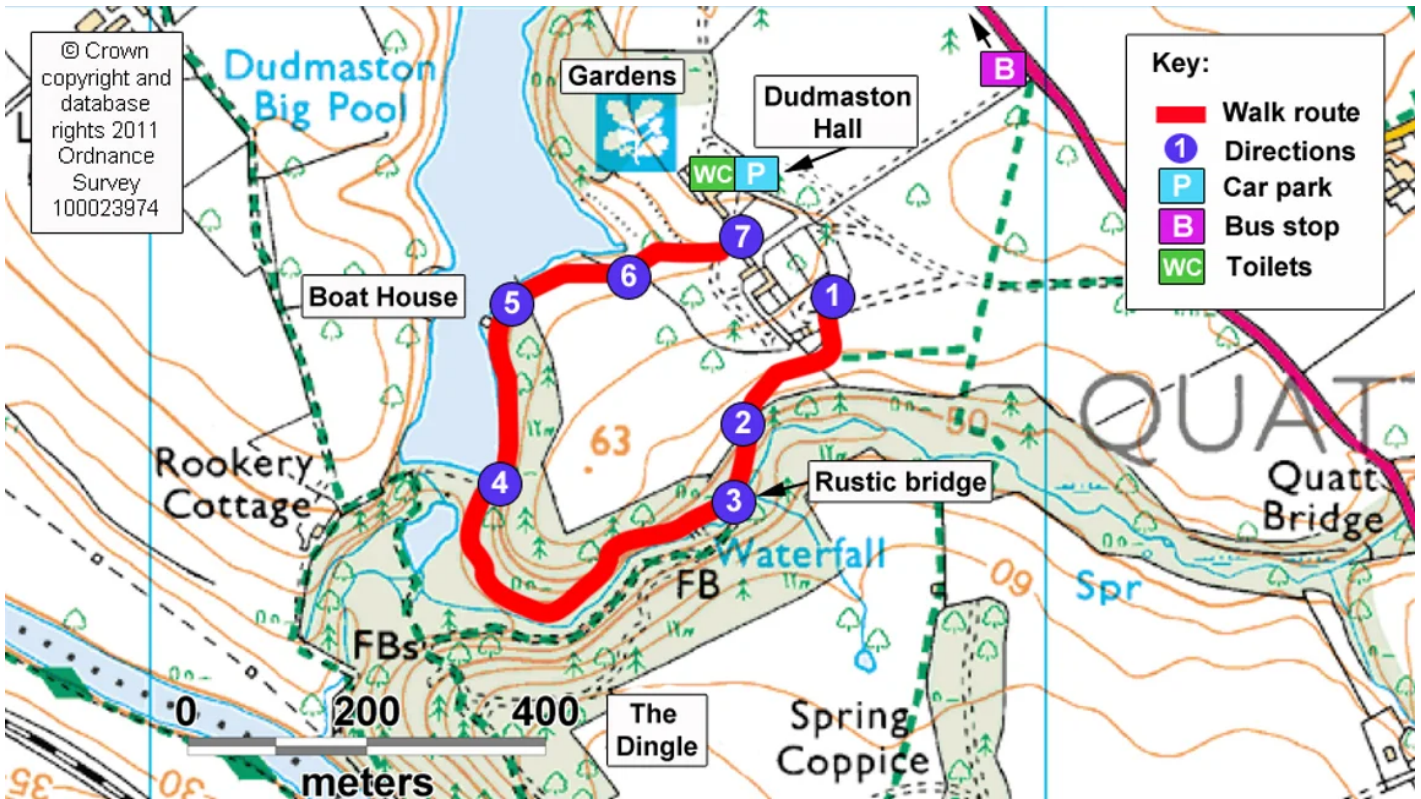 © Crown
copyright and
database
rights 2011
Ordnance
Survey
100023974
Dudmaston
Big Pool
Gardens
Dudmaston
Hall
WC P
B
Key:
Walk route
1 Directions
P Car park
B Bus stop
WC Toilets
7
6
1
Boat House
5
63
2
50
QUATT
Rookery
Cottage
4
3
Rustic bridge
Quatt
Bridge
Waterfall
FB
60
Spr
FBs
0 200 400
meters
The
Dingle
Spring
Coppice
35
30